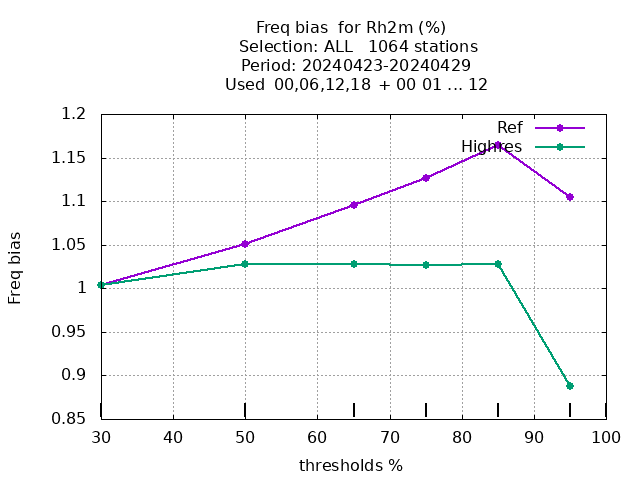 Freq bias  for Rh2m (%)
Selection: ALL   1064 stations
Period: 20240423-20240429
Used  00,06,12,18  + 00 01 ... 12
Ref
Highres
1.2
1.15
1.1
1.05
1
0.95
0.9
0.85
Freq bias
30 40 50 60 70 80 90 100
thresholds %